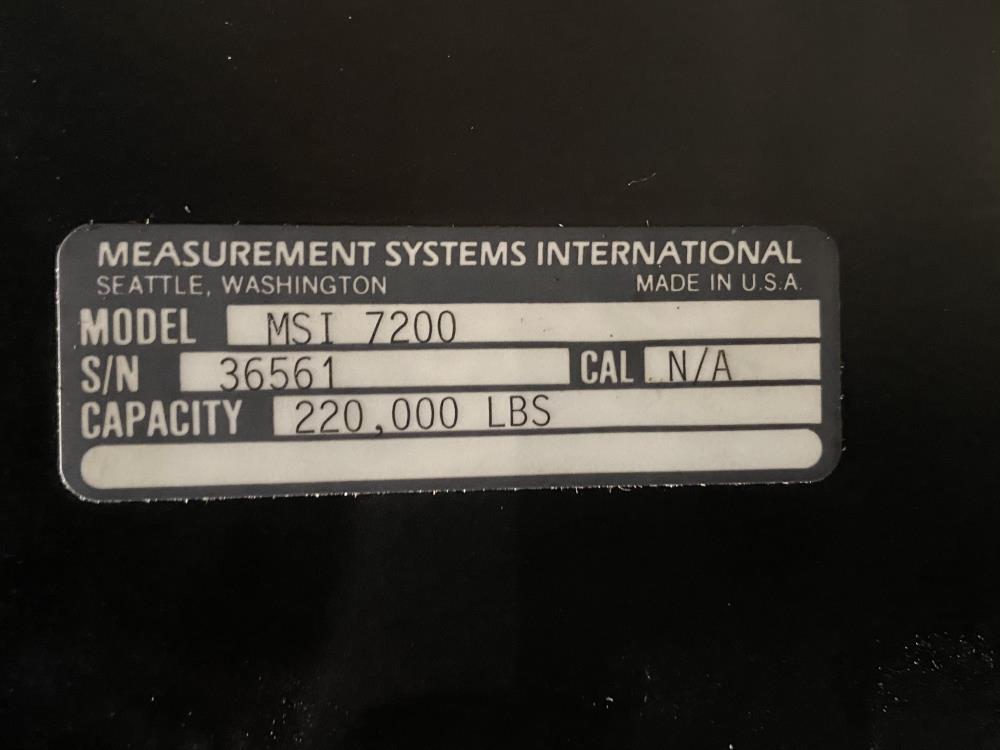 MEASUREMENT SYSTEMS INTERNATIONAL
SEATTLE, WASHINGTON MADE IN U.S.A.
MODEL MSI 7200
S/N 36561 CAL N/A
CAPACITY 220,000 LBS